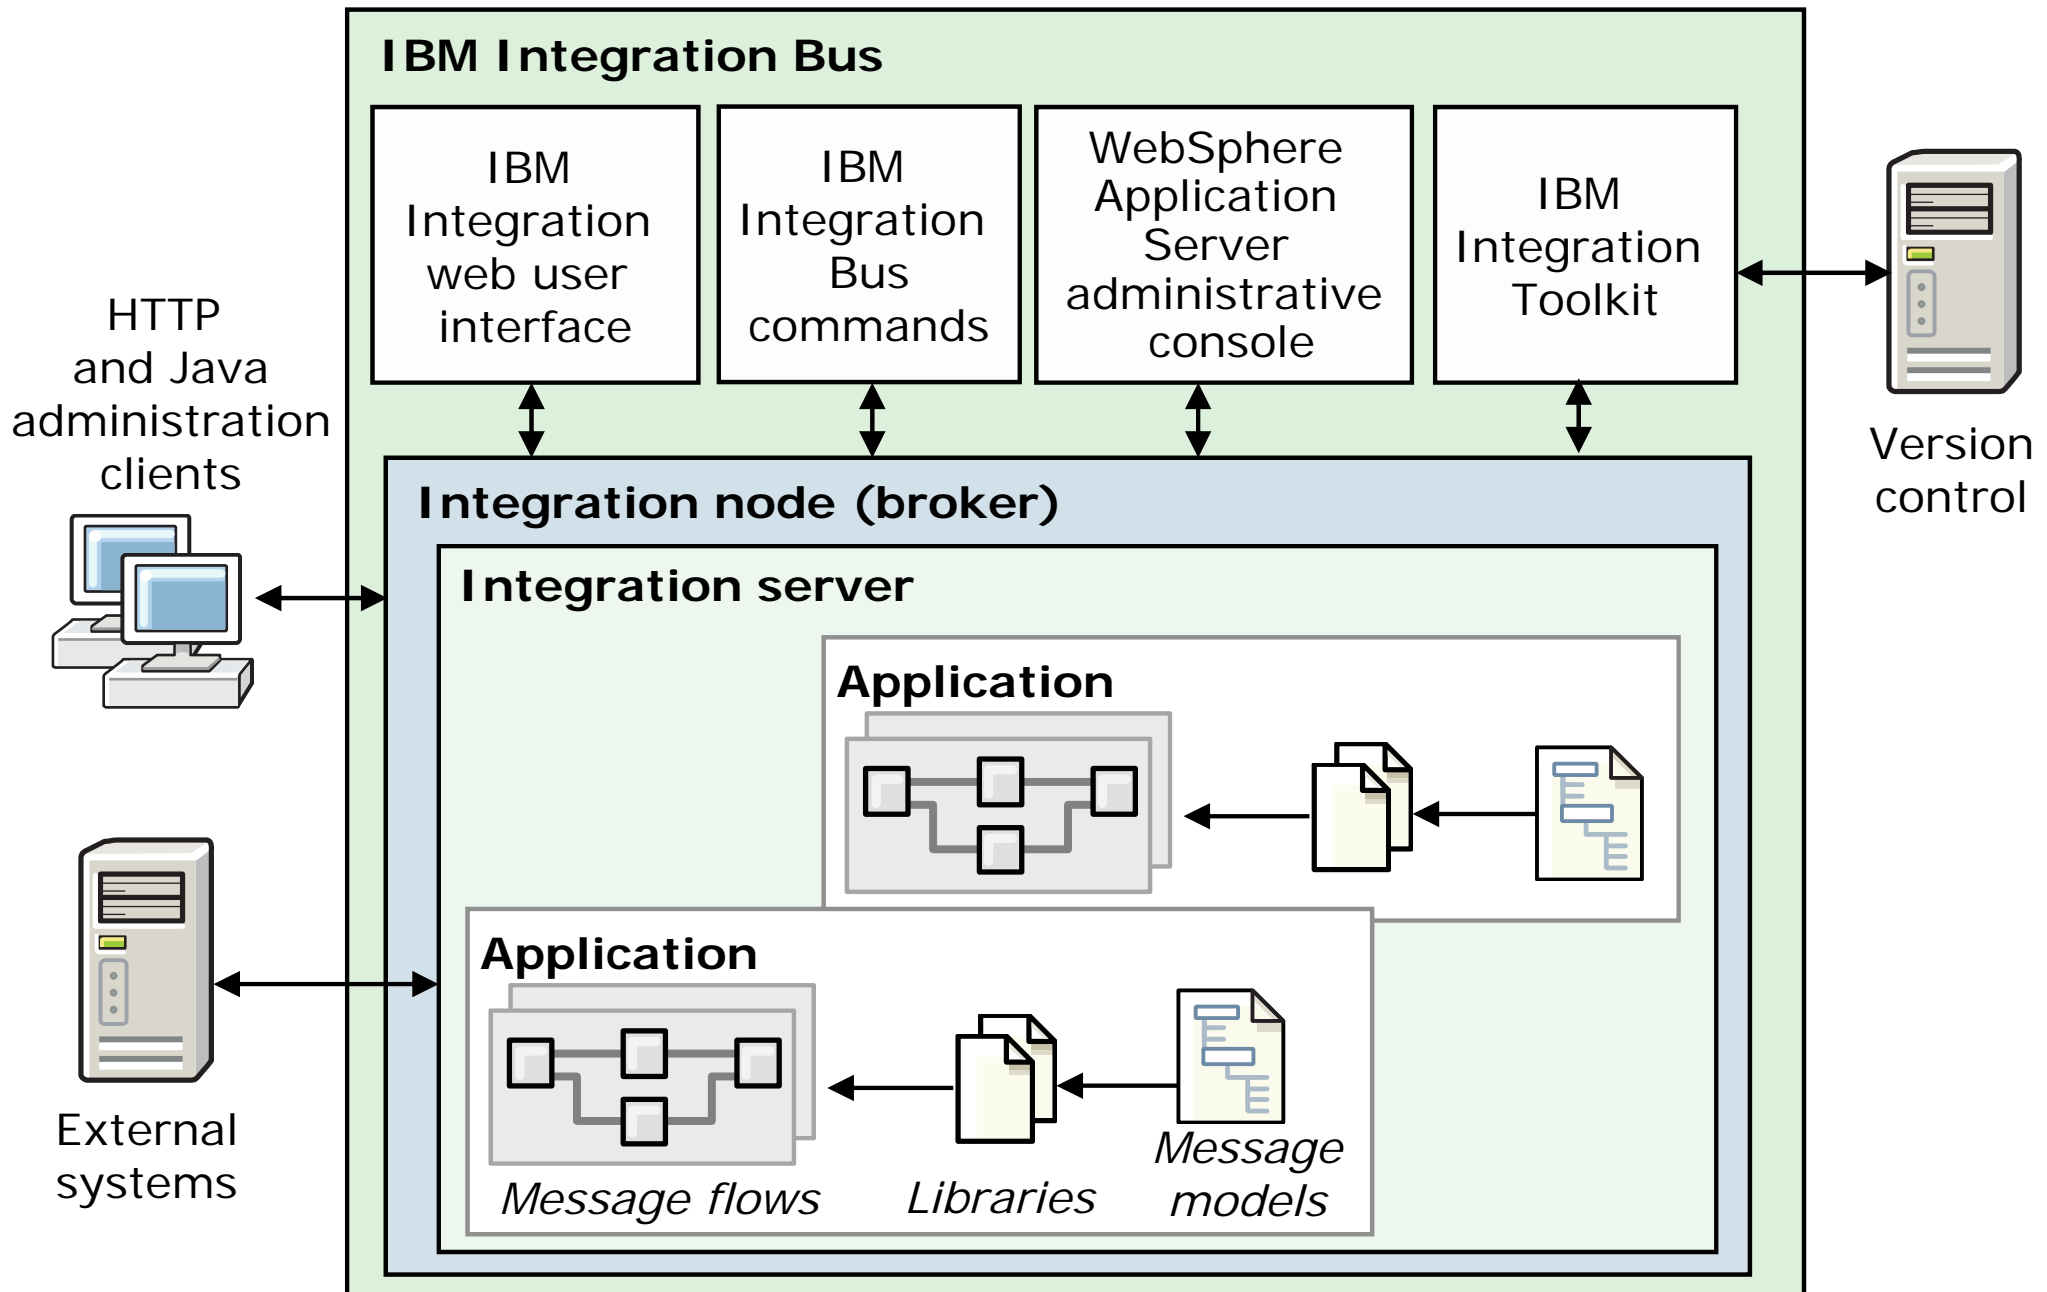 IBM Integration Bus
IBM
Integration
web user
interface
IBM
Integration
Bus
commands
WebSphere
Application
Server
administrative
console
IBM
Integration
Toolkit
HTTP
and Java
administration
clients
Version
control
Integration node (broker)
Integration server
Application
Application
External
systems
Message flows
Libraries
Message
models